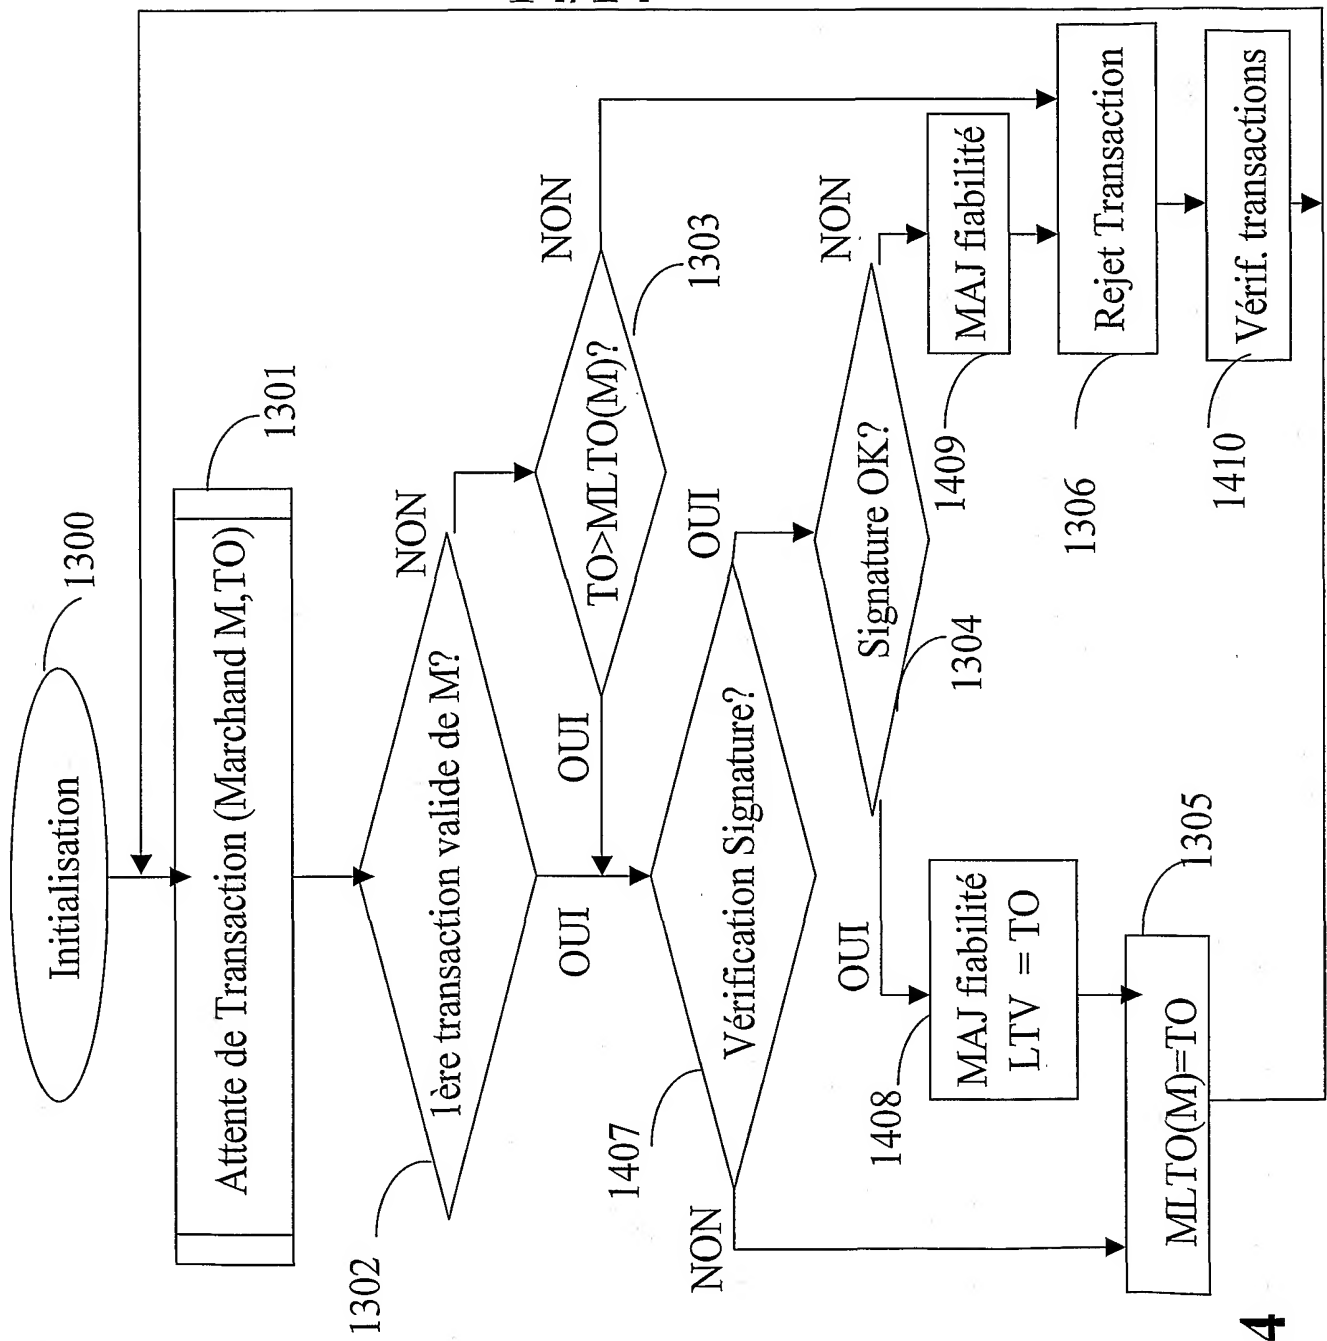 Initialisation
1300
Attente de Transaction (Marchand M,TO)
1301
1ère transaction valide de M?
1302
NON
OUI
TO>MLTO(M)?
1303
NON
OUI
Vérification Signature?
1407
OUI
NON
Signature OK?
1304
NON
OUI
MAJ fiabilité
1409
MAJ fiabilité
LTV = TO
1408
Rejet Transaction
1306
MLTO(M)=TO
1305
Vérif. transactions
1410
4